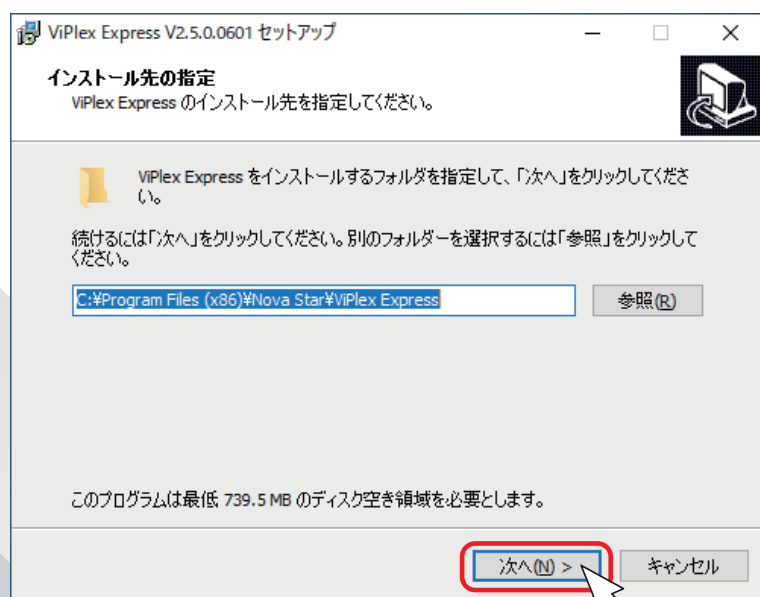 ViPlex Express V2.5.0.0601 セットアップ
インストール先の指定
ViPlex Express のインストール先を指定してください。
ViPlex Express をインストールするフォルダを指定して、「次へ」をクリックしてくださ
い。
続けるには「次へ」をクリックしてください。別のフォルダーを選択するには「参照」をクリックして
ください。
C:¥Program Files (x86)¥Nova Star¥ViPlex Express
参照(R)
このプログラムは最低 739.5 MB のディスク空き領域を必要とします。
次へ(N) >
キャンセル